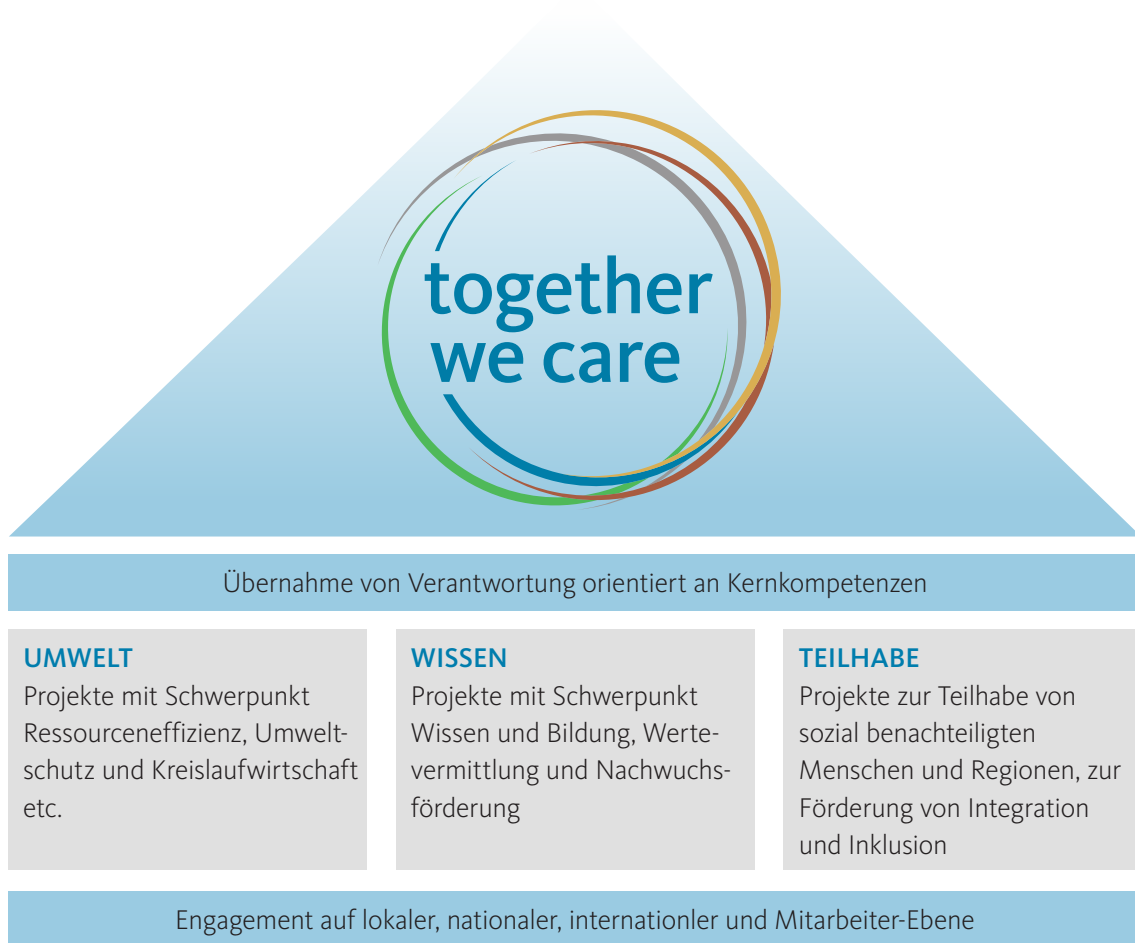 together
we care
Übernahme von Verantwortung orientiert an Kernkompetenzen
UMWELT
Projekte mit Schwerpunkt
Ressourceneffizienz, Umwelt-
schutz und Kreislaufwirtschaft
etc.
WISSEN
Projekte mit Schwerpunkt
Wissen und Bildung, Werte-
vermittlung und Nachwuchs-
förderung
TEILHABE
Projekte zur Teilhabe von
sozial benachteiligten
Menschen und Regionen, zur
Förderung von Integration
und Inklusion
Engagement auf lokaler, nationaler, internationler und Mitarbeiter-Ebene